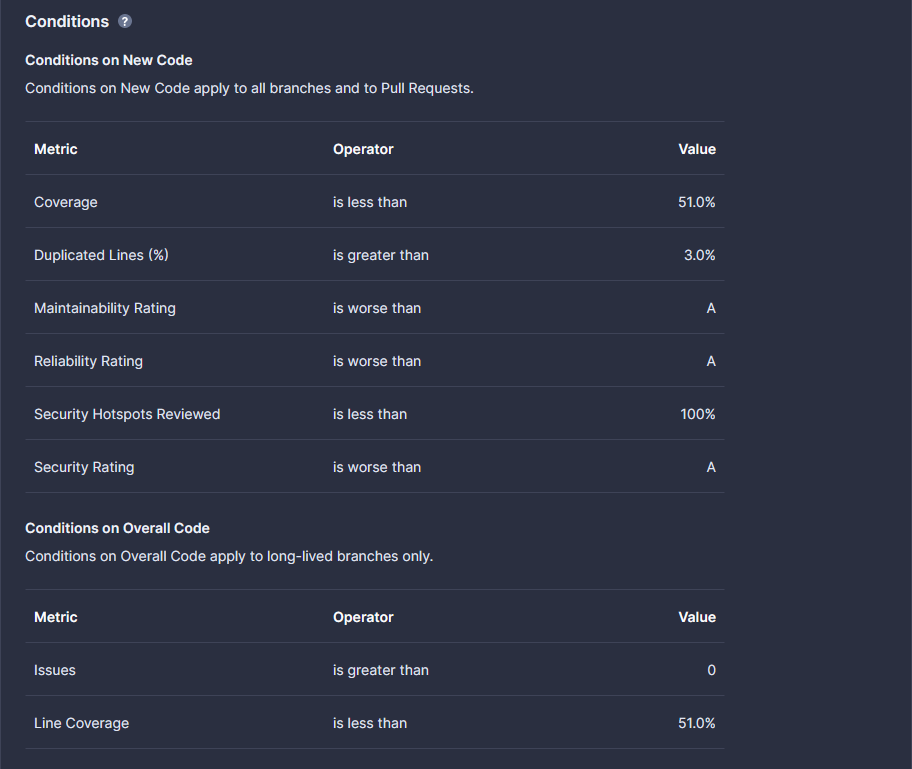 Conditions ?
Conditions on New Code
Conditions on New Code apply to all branches and to Pull Requests.
Metric Operator Value
Coverage is less than 51.0%
Duplicated Lines (%) is greater than 3.0%
Maintainability Rating is worse than A
Reliability Rating is worse than A
Security Hotspots Reviewed is less than 100%
Security Rating is worse than A
Conditions on Overall Code
Conditions on Overall Code apply to long-lived branches only.
Metric Operator Value
Issues is greater than 0
Line Coverage is less than 51.0%